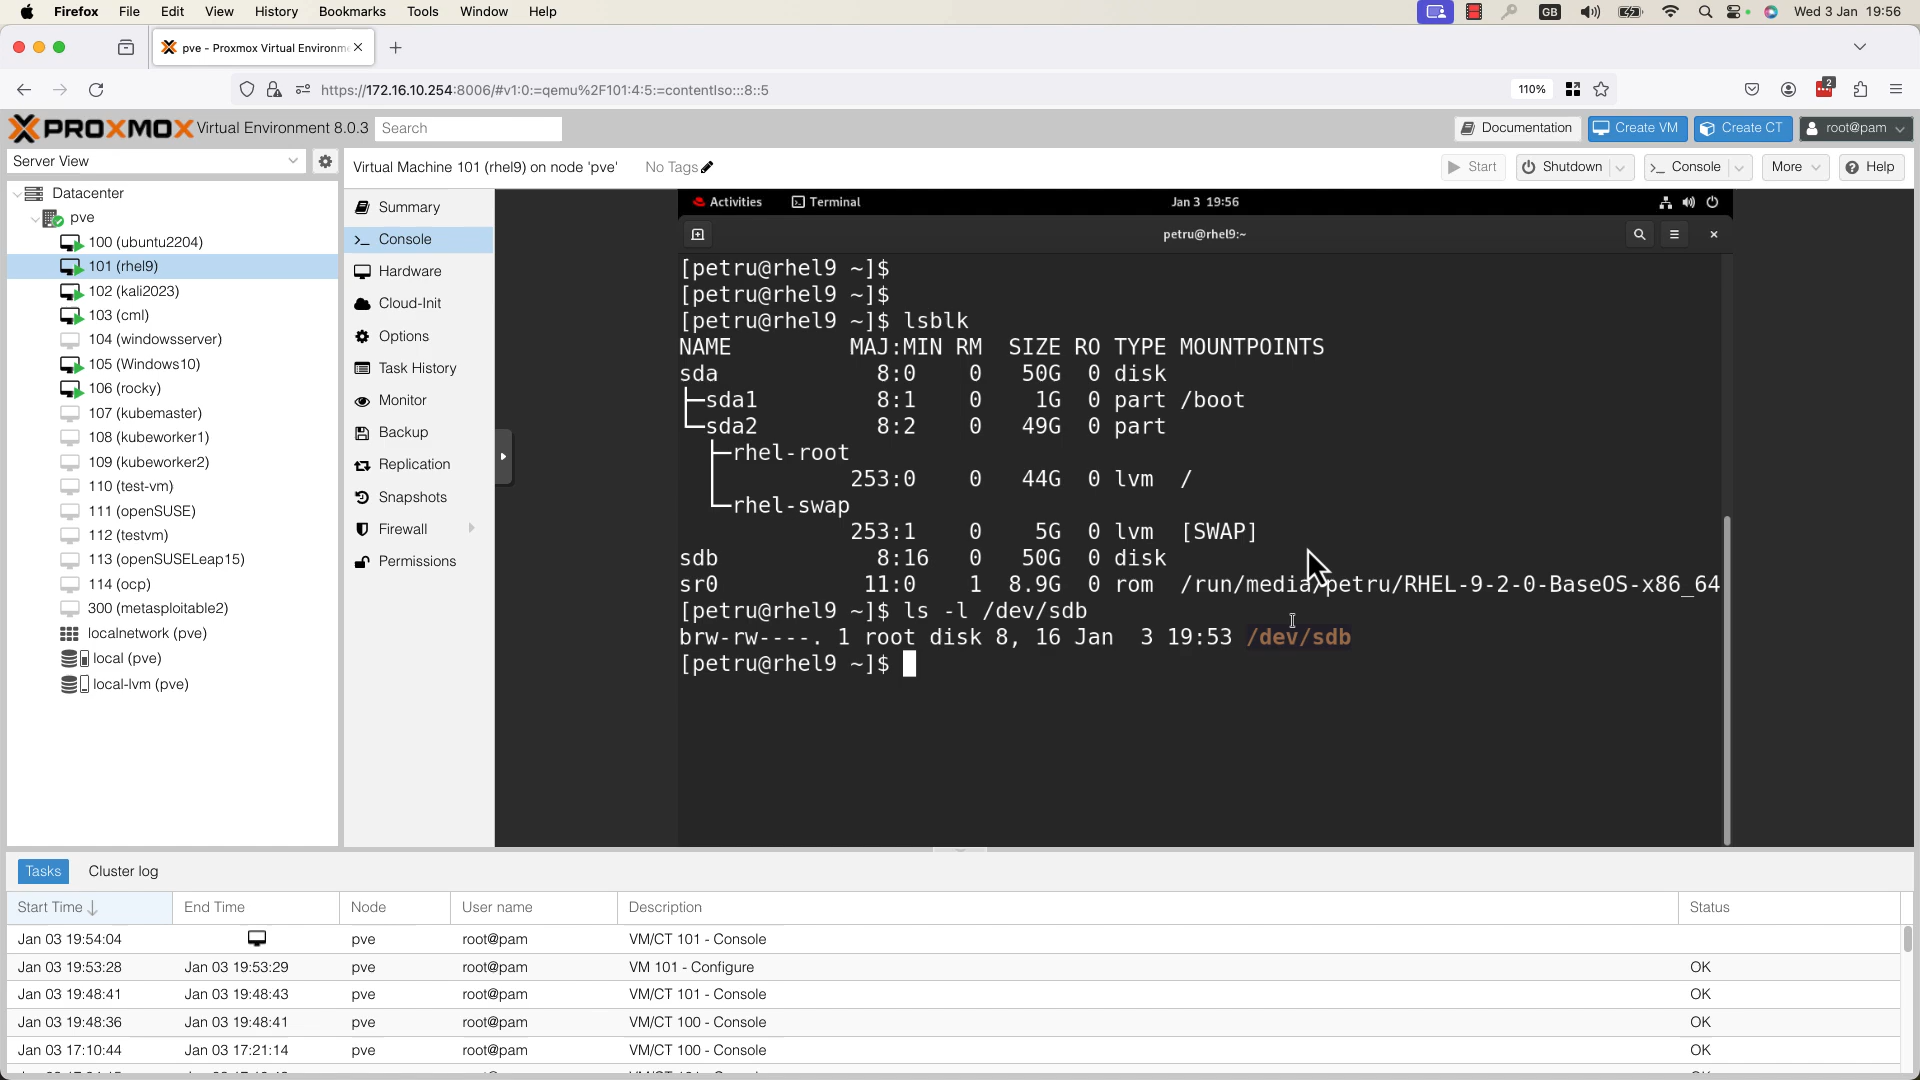 Firefox File Edit View History Bookmarks Tools Window Help GB Wed 3 Jan 19:56
pve - Proxmox Virtual Environm
https://172.16.10.254:8006/#v1:0:=qemu%2F101:4:5:=contentIso:::8::5 110% 2
PROXMOX Virtual Environment 8.0.3 Search Documentation Create VM Create CT root@pam
Server View
Virtual Machine 101 (rhel9) on node 'pve' No Tags Start Shutdown Console More Help
Datacenter
pve
100 (ubuntu2204)
101 (rhel9)
102 (kali2023)
103 (cml)
104 (windowsserver)
105 (Windows10)
106 (rocky)
107 (kubemaster)
108 (kubeworker1)
109 (kubeworker2)
110 (test-vm)
111 (openSUSE)
112 (testvm)
113 (openSUSELeap15)
114 (ocp)
300 (metasploitable2)
localnetwork (pve)
local (pve)
local-lvm (pve)
Summary
Console
Hardware
Cloud-Init
Options
Task History
Monitor
Backup
Replication
Snapshots
Firewall
Permissions
Activities Terminal Jan 3 19:56
petru@rhel9:~
[petru@rhel9 ~]$
[petru@rhel9 ~]$
[petru@rhel9 ~]$ lsblk
NAME MAJ:MIN RM SIZE RO TYPE MOUNTPOINTS
sda 8:0 0 50G 0 disk
├─sda1 8:1 0 1G 0 part /boot
└─sda2 8:2 0 49G 0 part
├─rhel-root
253:0 0 44G 0 lvm /
└─rhel-swap
253:1 0 5G 0 lvm [SWAP]
sdb 8:16 0 50G 0 disk
sr0 11:0 1 8.9G 0 rom /run/media/petru/RHEL-9-2-0-BaseOS-x86_64
[petru@rhel9 ~]$ ls -l /dev/sdb
brw-rw----. 1 root disk 8, 16 Jan 3 19:53 /dev/sdb
[petru@rhel9 ~]$
Tasks Cluster log
Start Time End Time Node User name Description Status
Jan 03 19:54:04 pve root@pam VM/CT 101 - Console
Jan 03 19:53:28 Jan 03 19:53:29 pve root@pam VM 101 - Configure OK
Jan 03 19:48:41 Jan 03 19:48:43 pve root@pam VM/CT 101 - Console OK
Jan 03 19:48:36 Jan 03 19:48:41 pve root@pam VM/CT 100 - Console OK
Jan 03 17:10:44 Jan 03 17:21:14 pve root@pam VM/CT 100 - Console OK